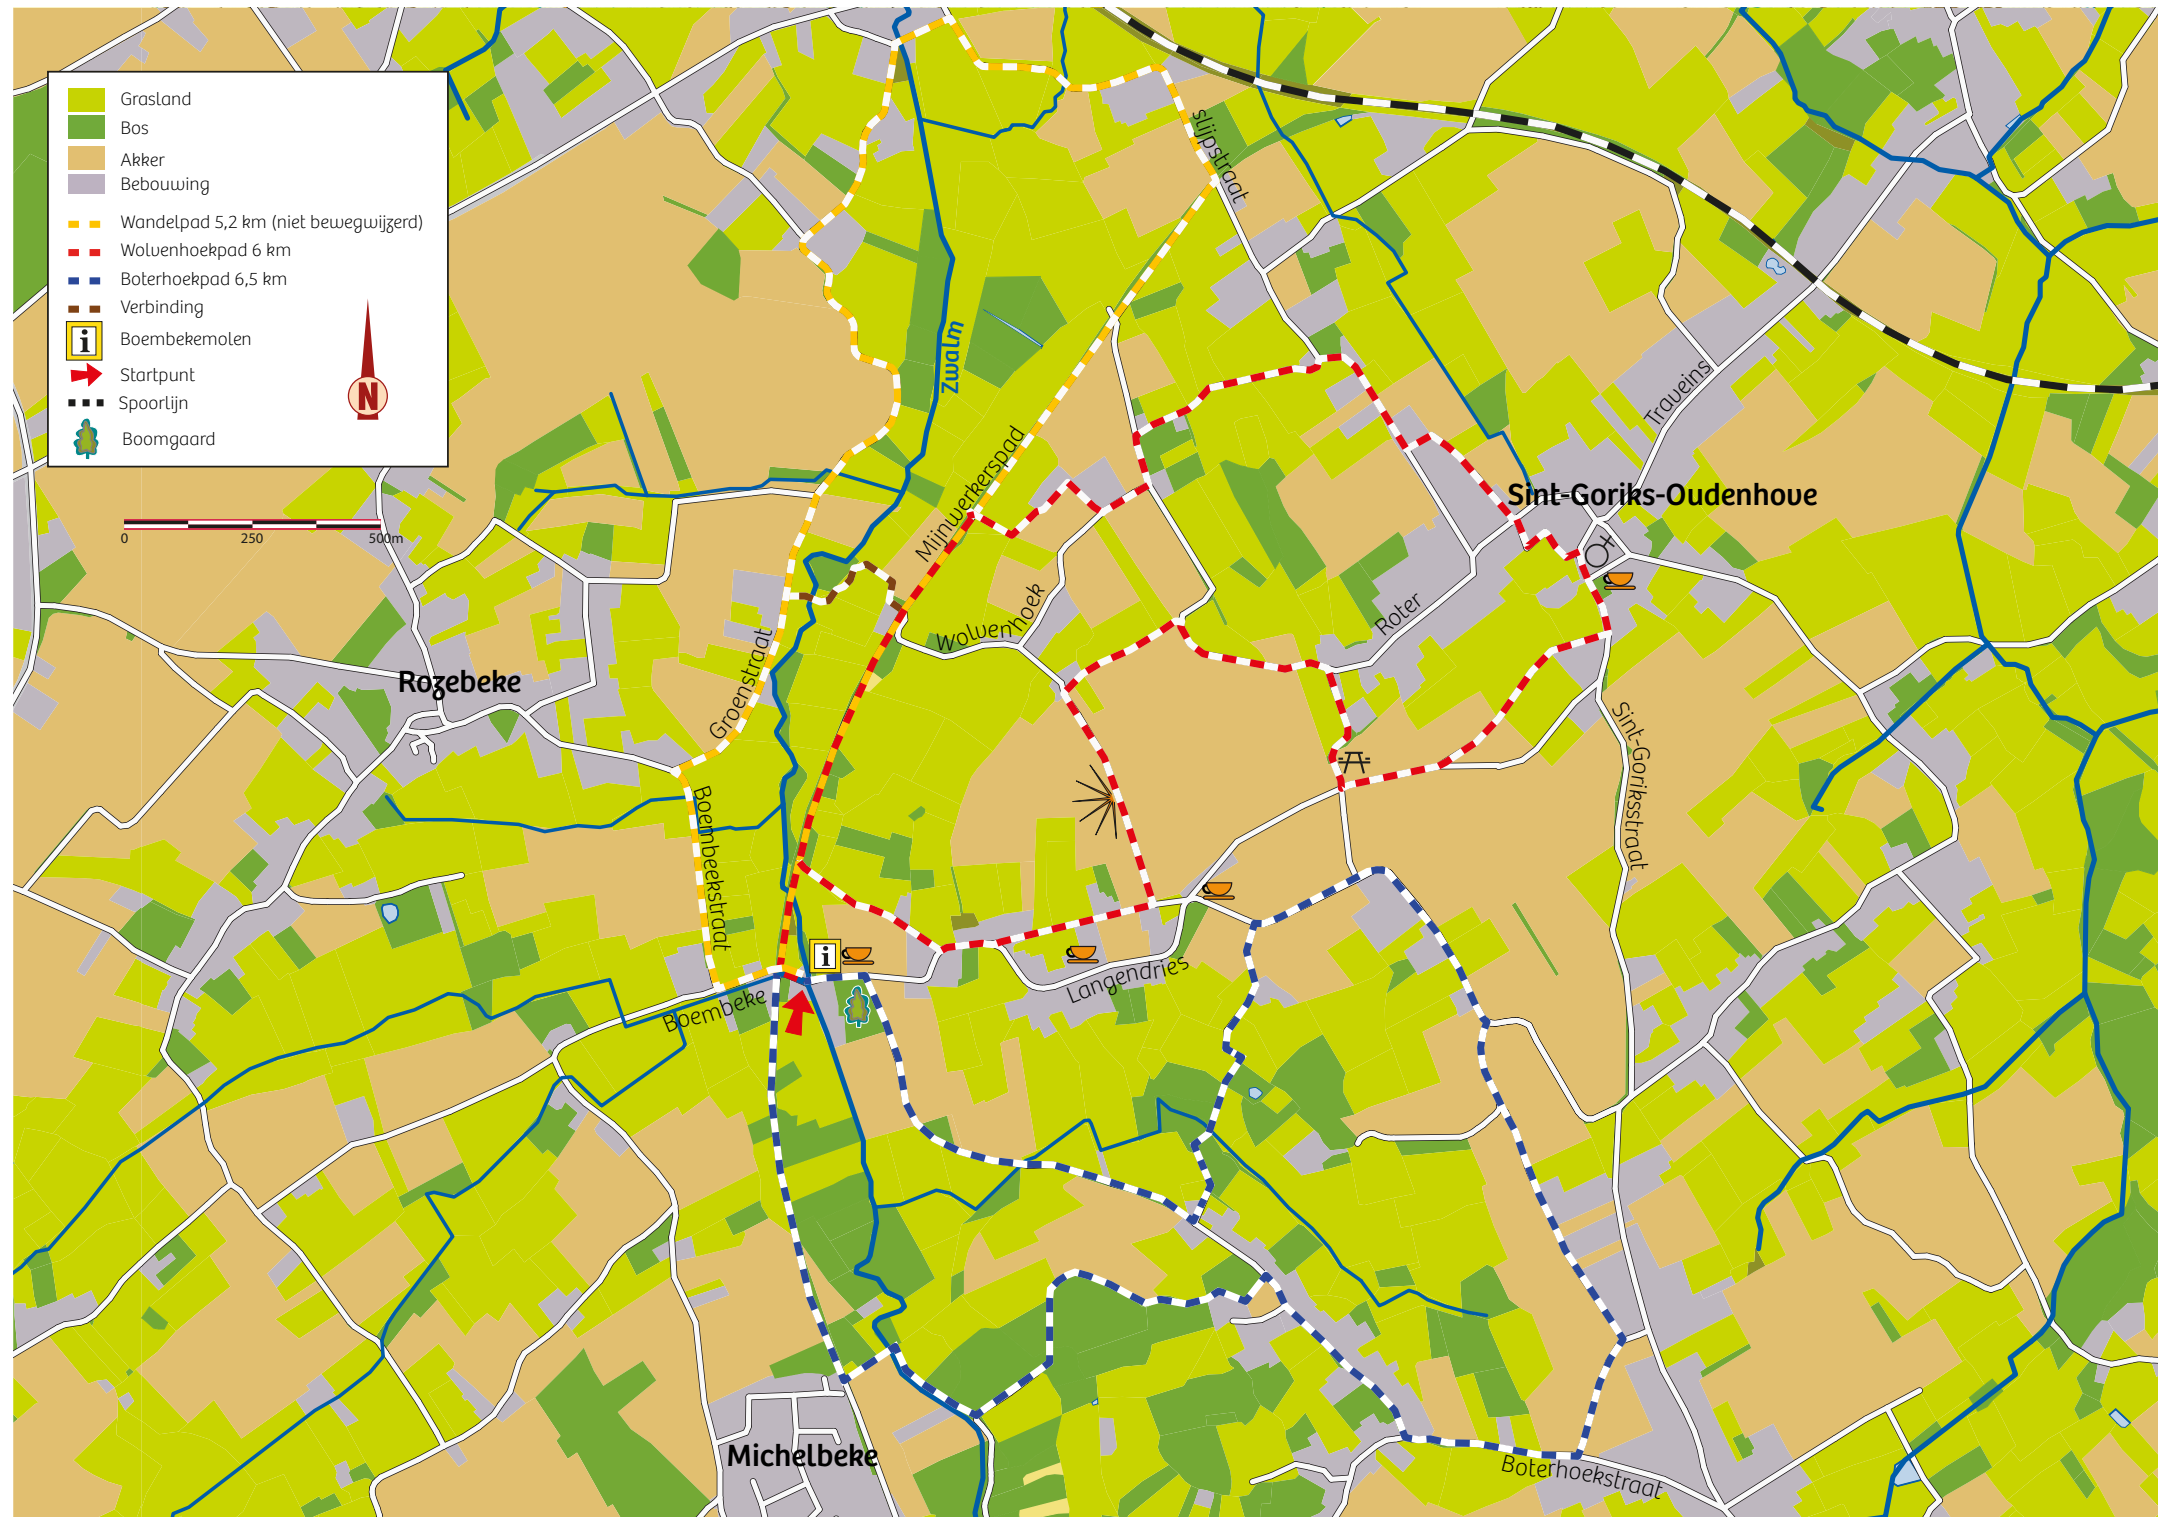 Grasland
Bos
Akker
Bebouwing
Wandelpad 5,2 km (niet bewegwijzerd)
Wolvenhoekpad 6 km
Boterhoekpad 6,5 km
Verbinding
i Boembekemolen
Startpunt
Spoorlijn
Boomgaard
N
0 250 500m
slijpstraat
Zwalm
Traveins
Mijnwerkerspad
Sint-Goriks-Oudenhove
Wolvenhoek
Roter
Groenstraat
Rozebeke
Sint-Goriksstraat
Boembeekstraat
i
Langendries
Boembeke
Michelbeke
Boterhoekstraat